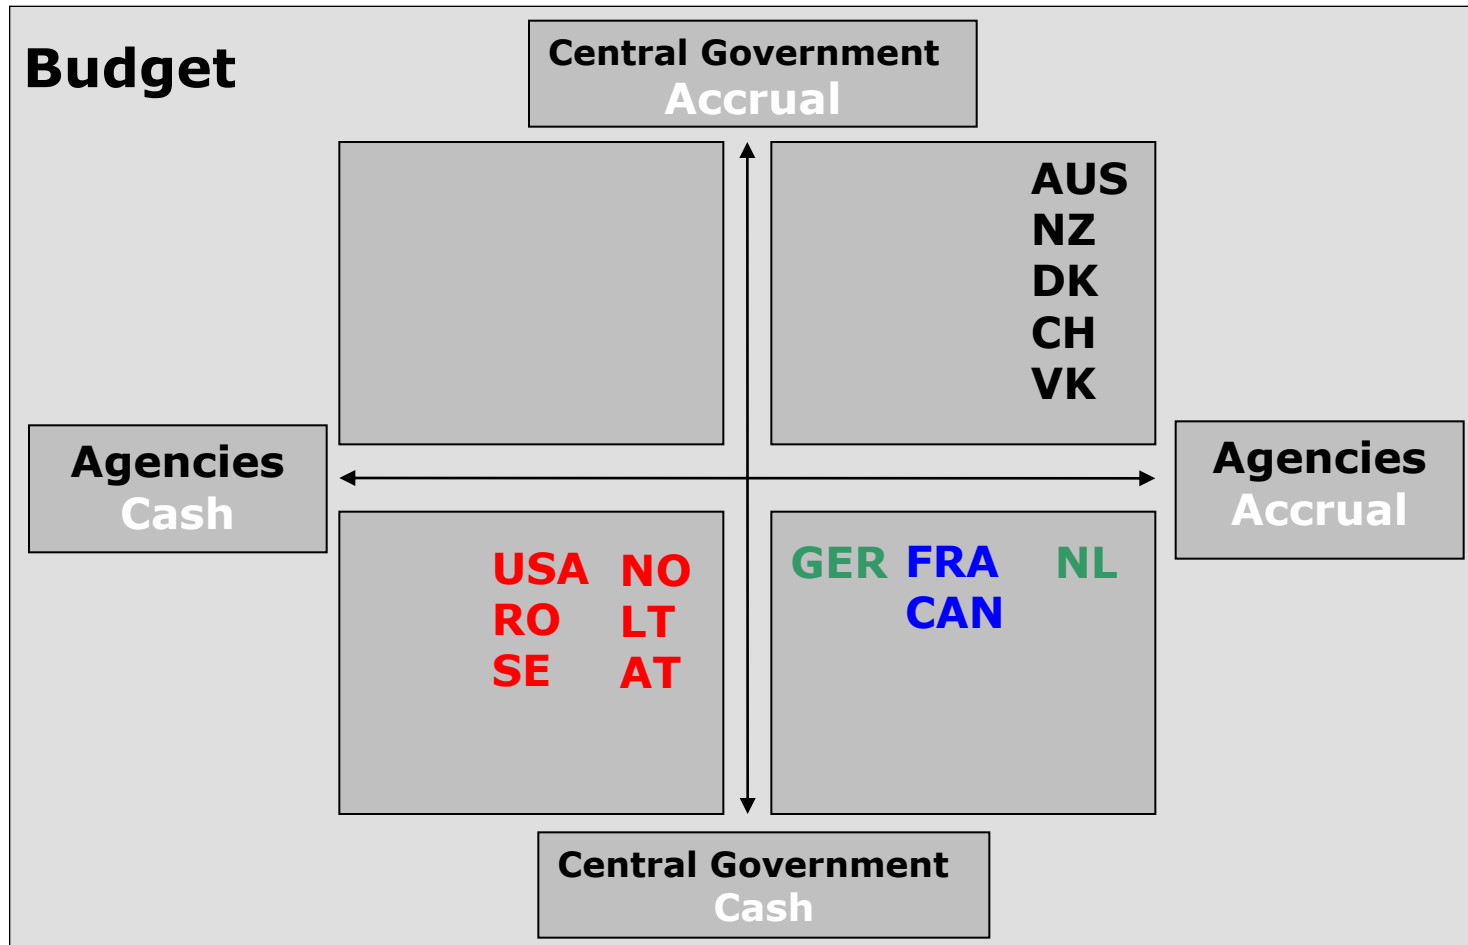 Budget
Central Government
Accrual
AUS
NZ
DK
CH
VK
Agencies
Cash
Agencies
Accrual
USA NO
RO LT
SE AT
GER FRA NL
CAN
Central Government
Cash